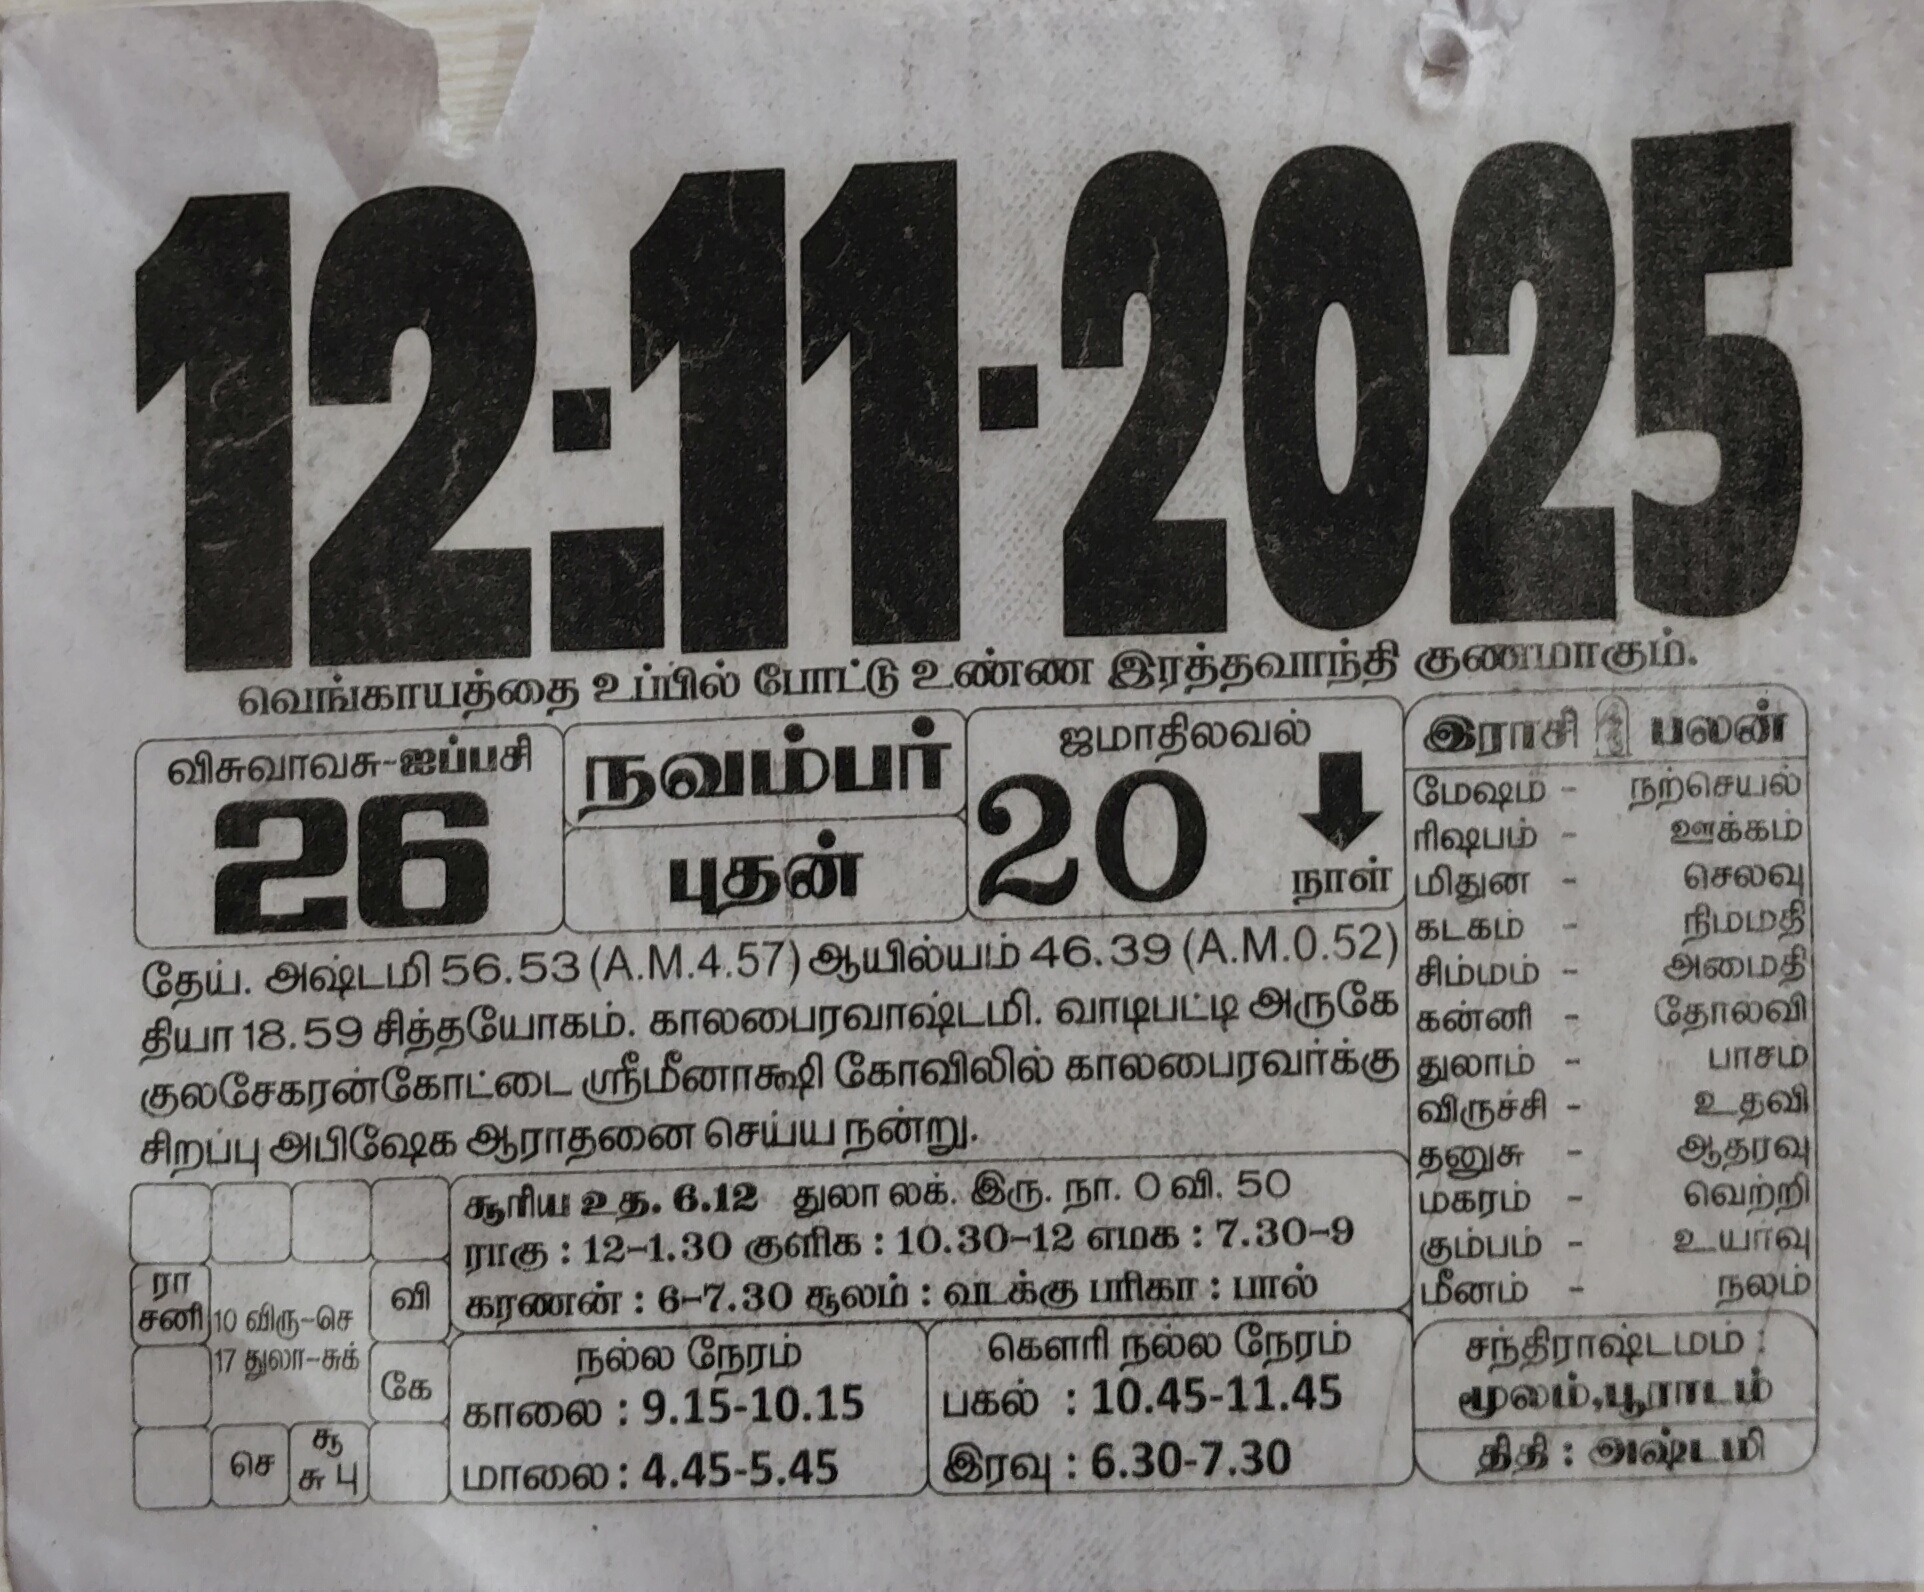 12-11-2025
வெங்காயத்தை உப்பில் போட்டு உண்ண இரத்தவாந்தி குணமாகும்.
விசுவாவசு-ஐப்பசி
26
நவம்பர்
புதன்
ஜமாதிலவல்
20
நாள்
தேய். அஷ்டமி 56.53 (A.M.4.57) ஆயில்யம் 46.39 (A.M.0.52)
தியா 18.59 சித்தயோகம். காலபைரவாஷ்டமி. வாடிபட்டி அருகே
குலசேகரன்கோட்டை ஸ்ரீமீனாக்ஷி கோவிலில் காலபைரவர்க்கு
சிறப்பு அபிஷேக ஆராதனை செய்ய நன்று.
இராசி பலன்
மேஷம் - நற்செயல்
ரிஷபம் - ஊக்கம்
மிதுன - செலவு
கடகம் - நிம்மதி
சிம்மம் - அமைதி
கன்னி - தோல்வி
துலாம் - பாசம்
விருச்சி - உதவி
தனுசு - ஆதரவு
மகரம் - வெற்றி
கும்பம் - உயர்வு
மீனம் - நலம்
ரா
சனி
10 விரு-செ
17 துலா-சுக்
வி
கே
செ
சூ
சு பு
சூரிய உத. 6.12 துலா லக். இரு. நா. 0 வி. 50
ராகு : 12-1.30 குளிக : 10.30-12 எமக : 7.30-9
கரணன் : 6-7.30 சூலம் : வடக்கு பரிகா : பால்
நல்ல நேரம்
காலை : 9.15-10.15
மாலை : 4.45-5.45
கௌரி நல்ல நேரம்
பகல் : 10.45-11.45
இரவு : 6.30-7.30
சந்திராஷ்டமம் :
மூலம்,பூராடம்
திதி : அஷ்டமி